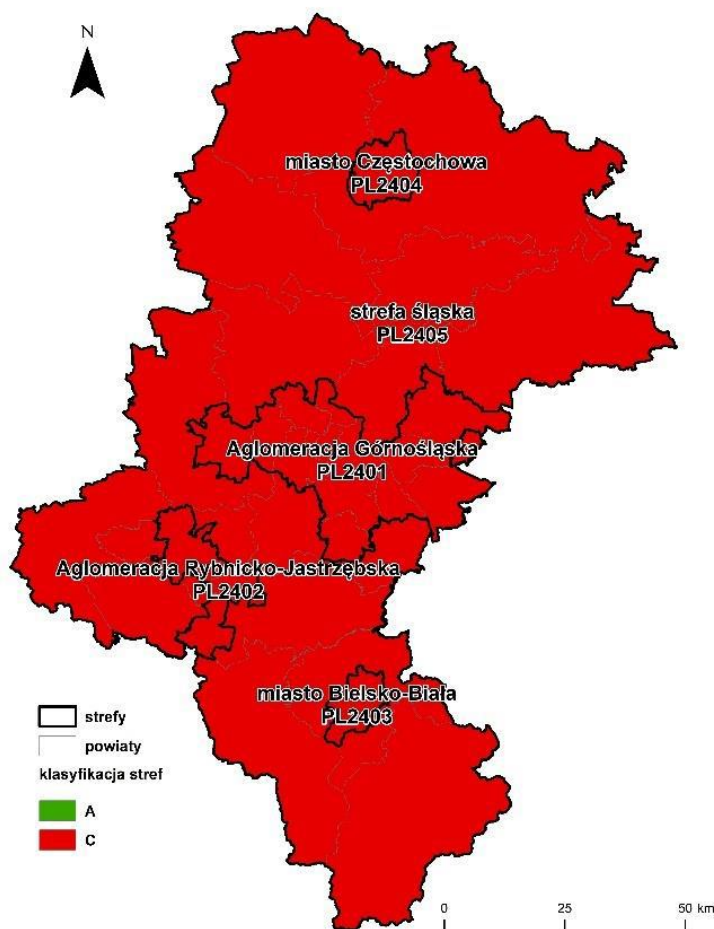 N
miasto Częstochowa
PL2404
strefa śląska
PL2405
Aglomeracja Górnośląska
PL2401
Aglomeracja Rybnicko-Jastrzębska
PL2402
miasto Bielsko-Biała
PL2403
strefy
powiaty
klasyfikacja stref
A
C
0 25 50 km